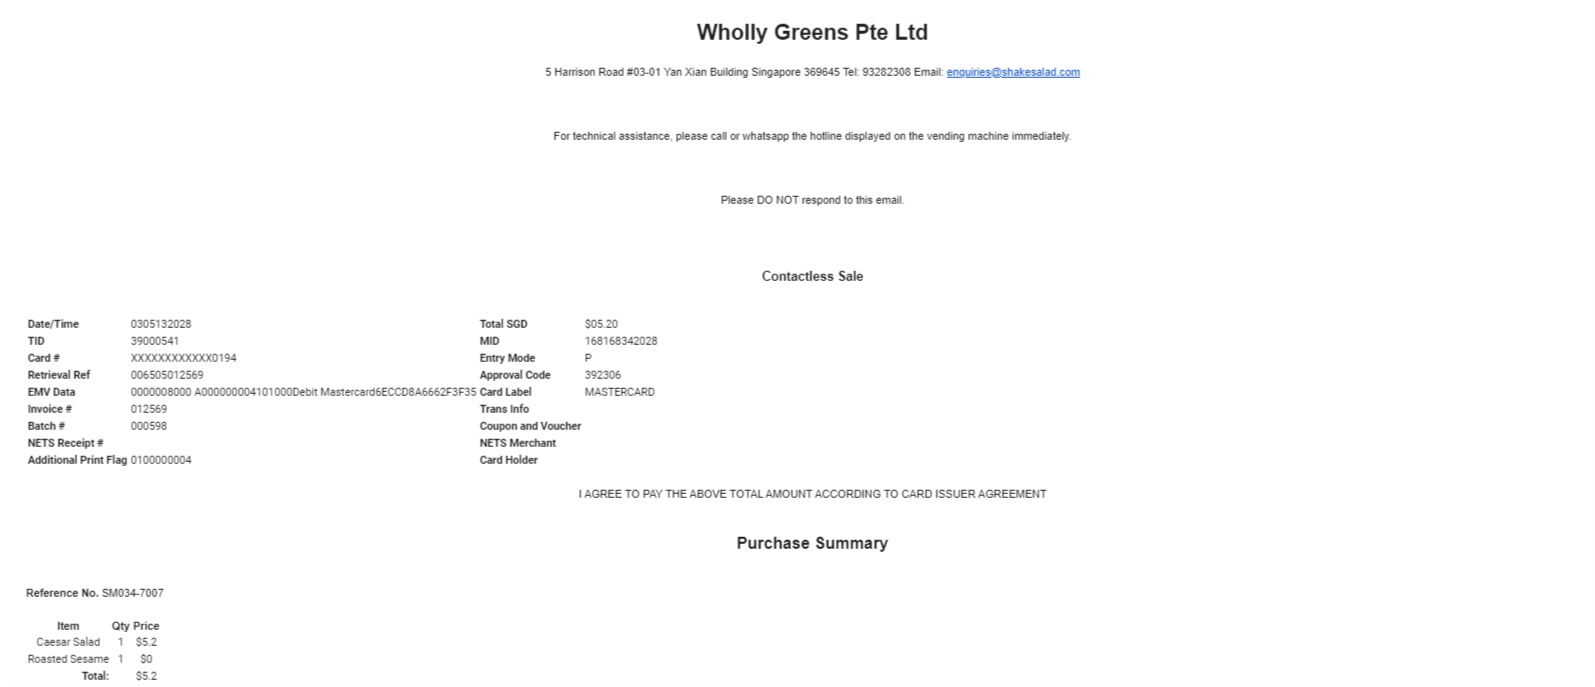 Wholly Greens Pte Ltd
5 Harrison Road #03-01 Yan Xian Building Singapore 369645 Tel: 93282308 Email: enquiries@shakesalad.com
For technical assistance, please call or whatsapp the hotline displayed on the vending machine immediately.
Please DO NOT respond to this email.
Contactless Sale
Date/Time 0305132028 Total SGD $05.20
TID 39000541 MID 168168342028
Card # XXXXXXXXXXXX0194 Entry Mode P
Retrieval Ref 006505012569 Approval Code 392306
EMV Data 0000008000 A000000004101000Debit Mastercard6ECCD8A6662F3F35 Card Label MASTERCARD
Invoice # 012569 Trans Info
Batch # 000598 Coupon and Voucher
NETS Receipt # NETS Merchant
Additional Print Flag 0100000004 Card Holder
I AGREE TO PAY THE ABOVE TOTAL AMOUNT ACCORDING TO CARD ISSUER AGREEMENT
Purchase Summary
Reference No. SM034-7007
Item Qty Price
Caesar Salad 1 $5.2
Roasted Sesame 1 $0
Total: $5.2